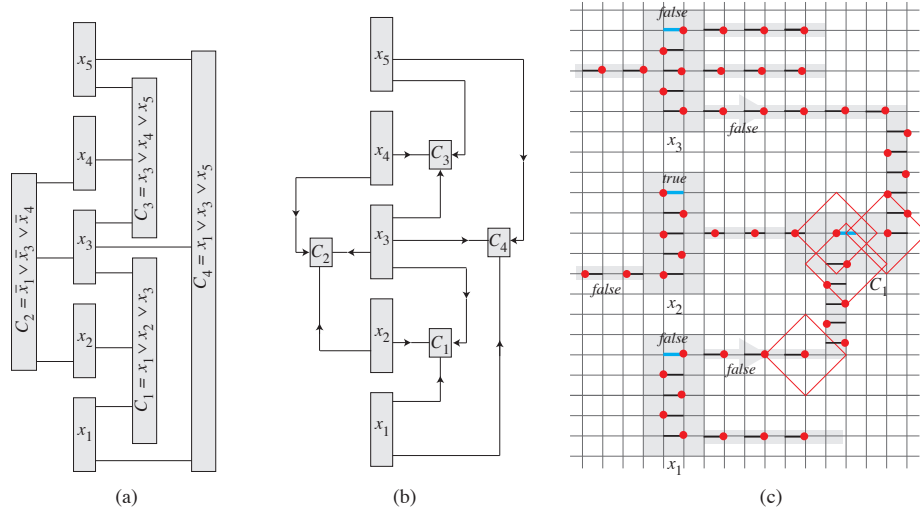 x5
x4
x3
x2
x1
C2 = x̄1 ∨ x̄3 ∨ x̄4
C3 = x3 ∨ x4 ∨ x5
C1 = x1 ∨ x2 ∨ x3
C4 = x1 ∨ x3 ∨ x5
(a)
x5
x4
C3
x3
C2
C4
x2
C1
x1
(b)
false
false
x3
true
C1
false
x2
false
false
x1
(c)